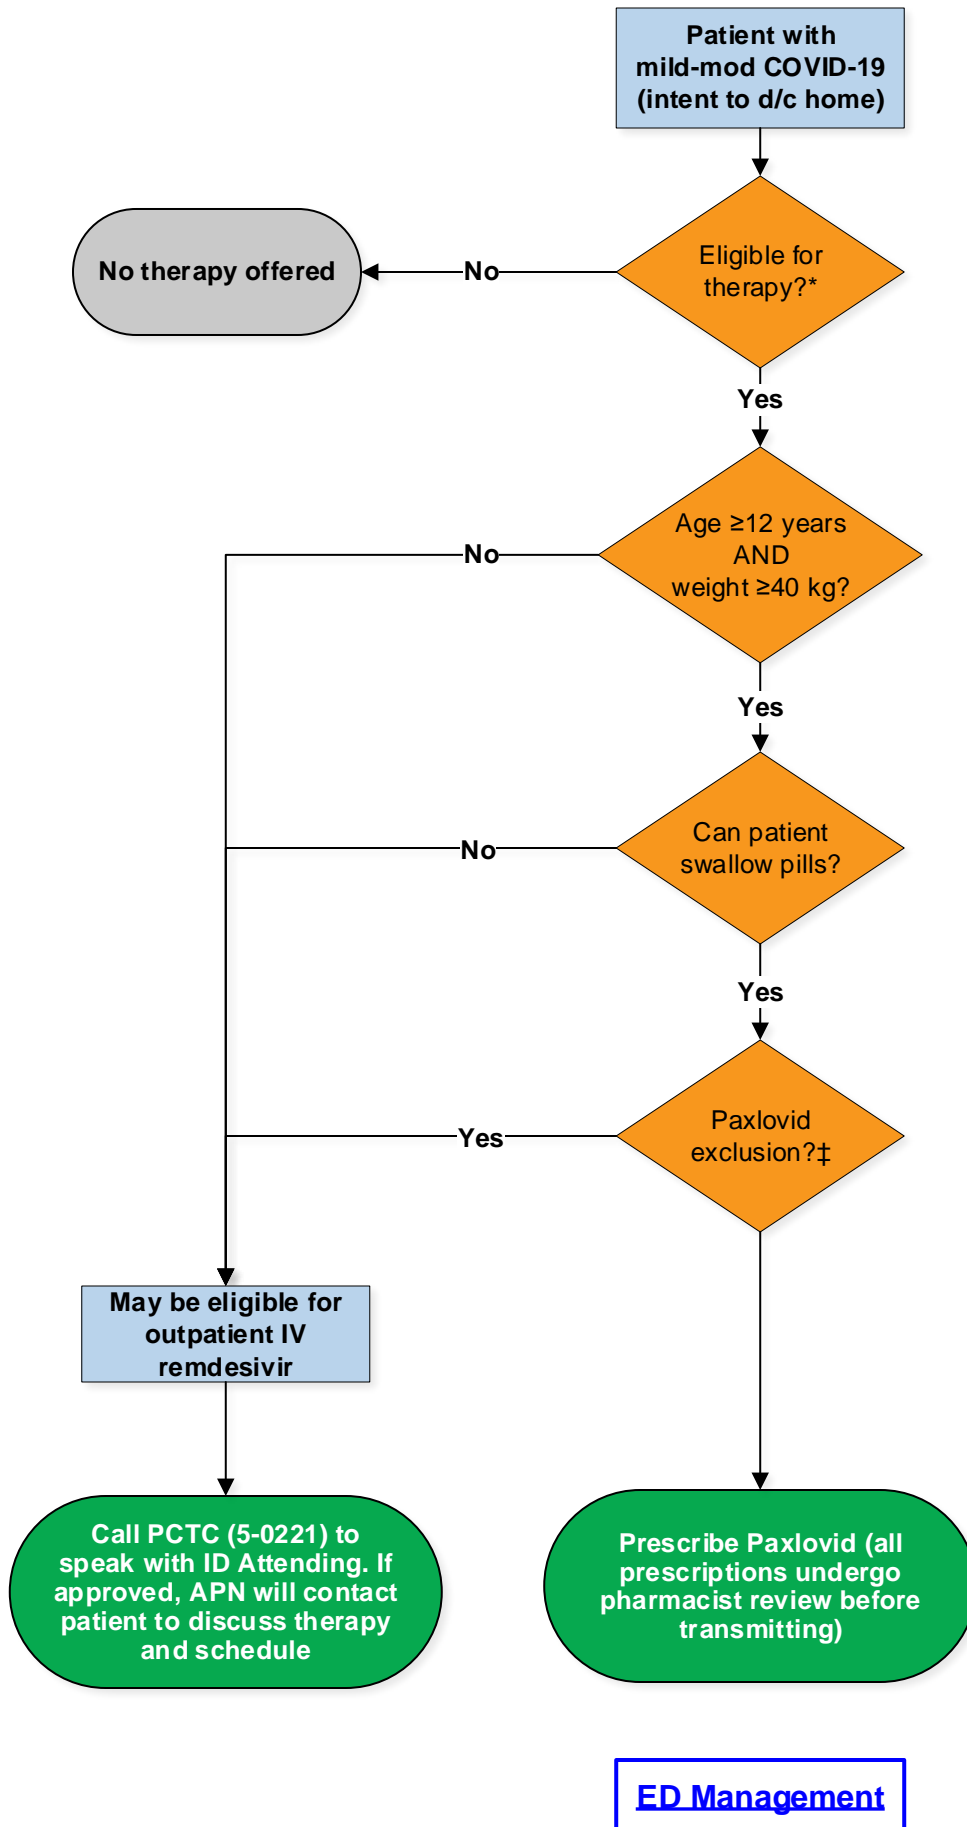 Patient with
mild-mod COVID-19
(intent to d/c home)
Eligible for
therapy?*
No
No therapy offered
Yes
Age ≥12 years
AND
weight ≥40 kg?
No
Yes
Can patient
swallow pills?
No
Yes
Paxlovid
exclusion?‡
Yes
May be eligible for
outpatient IV
remdesivir
Call PCTC (5-0221) to
speak with ID Attending. If
approved, APN will contact
patient to discuss therapy
and schedule
Prescribe Paxlovid (all
prescriptions undergo
pharmacist review before
transmitting)
ED Management